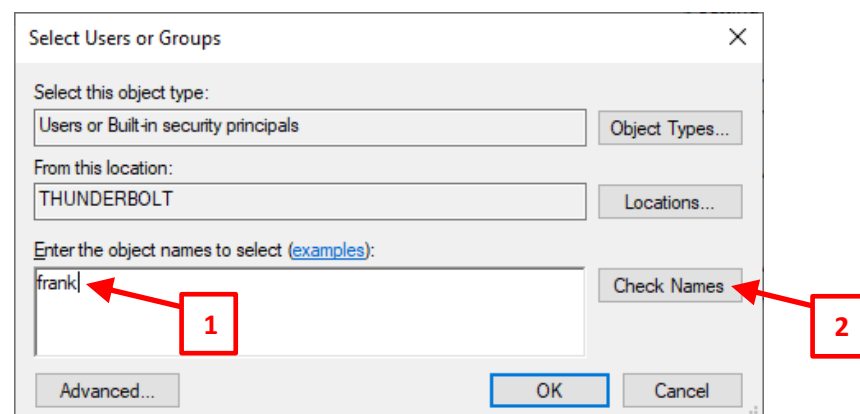 Select Users or Groups
Select this object type:
Users or Built-in security principals
Object Types...
From this location:
THUNDERBOLT
Locations...
Enter the object names to select (examples):
frank
Check Names
1
2
Advanced...
OK
Cancel